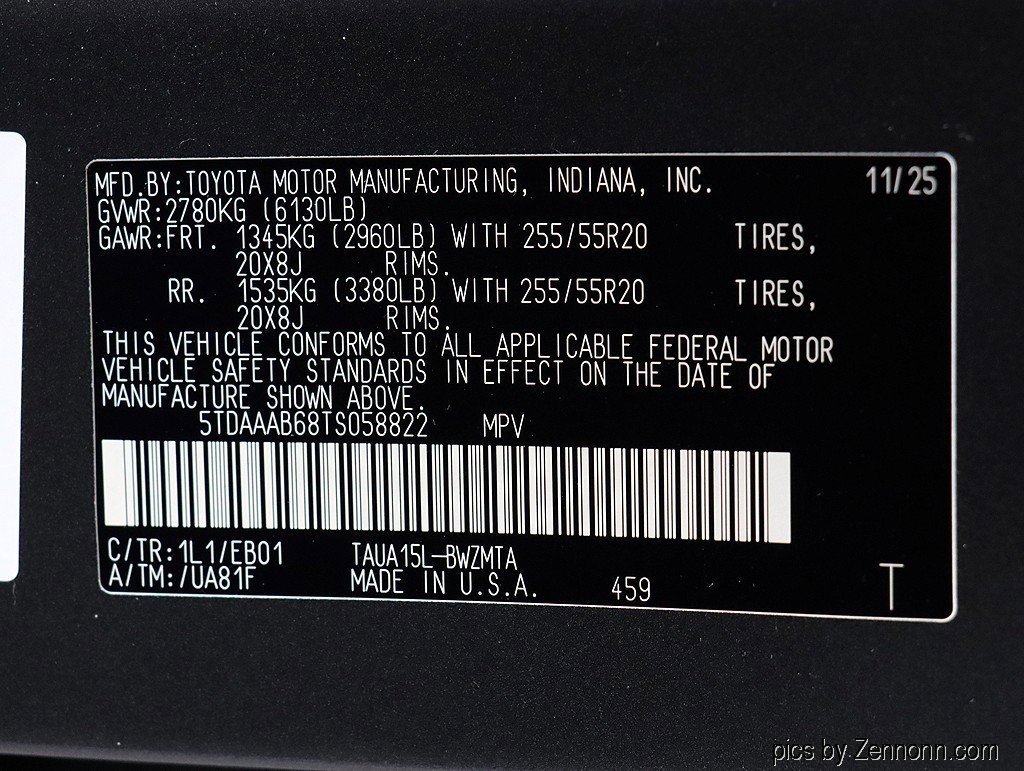 MFD.BY:TOYOTA MOTOR MANUFACTURING, INDIANA, INC. 11/25
GVWR:2780KG (6130LB)
GAWR:FRT. 1345KG (2960LB) WITH 255/55R20 TIRES,
20X8J RIMS.
RR. 1535KG (3380LB) WITH 255/55R20 TIRES,
20X8J RIMS.
THIS VEHICLE CONFORMS TO ALL APPLICABLE FEDERAL MOTOR
VEHICLE SAFETY STANDARDS IN EFFECT ON THE DATE OF
MANUFACTURE SHOWN ABOVE.
5TDAAAB68TS058822 MPV
C/TR:1L1/EB01 TAUA15L-BWZMTA
A/TM:/UA81F MADE IN U.S.A. 459 T
pics by Zennonn.com